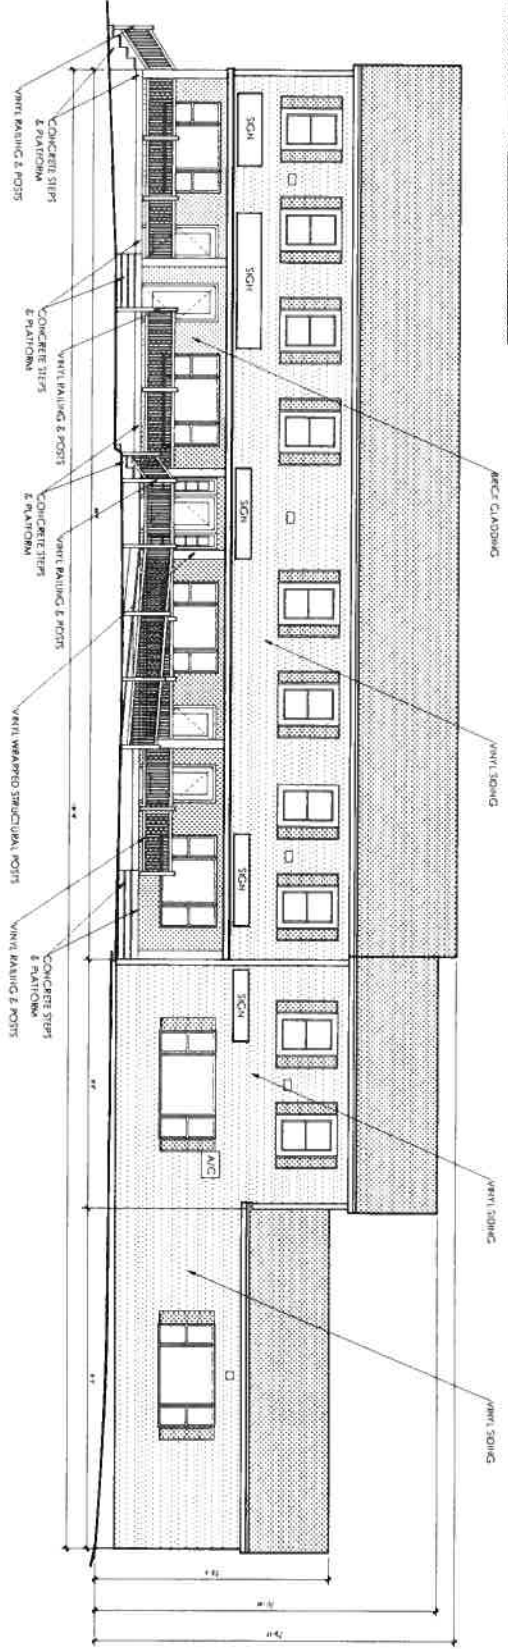 BRICK CLADDING
VINYL SIDING
VINYL SIDING
VINYL SIDING
SIGN
SIGN
SIGN
SIGN
SIGN
A/C
VINYL RAILING & POSTS
CONCRETE STEPS
& PLATFORM
CONCRETE STEPS
& PLATFORM
VINYL RAILING & POSTS
CONCRETE STEPS
& PLATFORM
VINYL RAILING & POSTS
VINYL WRAPPED STRUCTURAL POSTS
VINYL RAILING & POSTS
CONCRETE STEPS
& PLATFORM